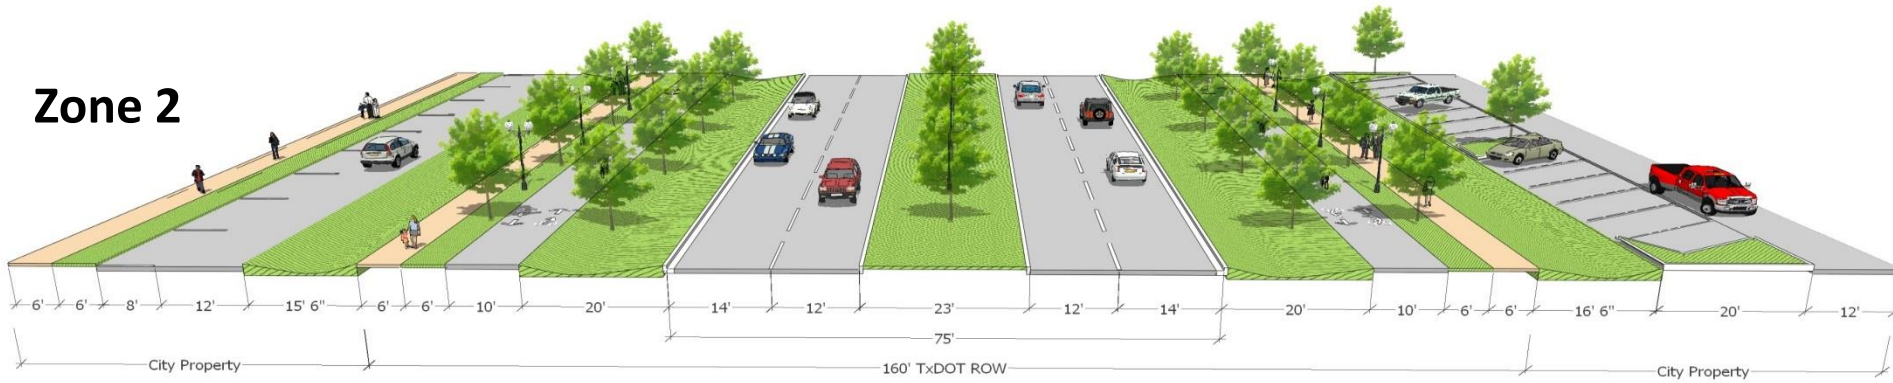 Zone 2
6' 6' 8' 12' 15' 6" 6' 6' 10' 20' 14' 12' 23' 12' 14' 20' 10' 6' 6' 16' 6" 20' 12'
75'
City Property 160' TxDOT ROW City Property